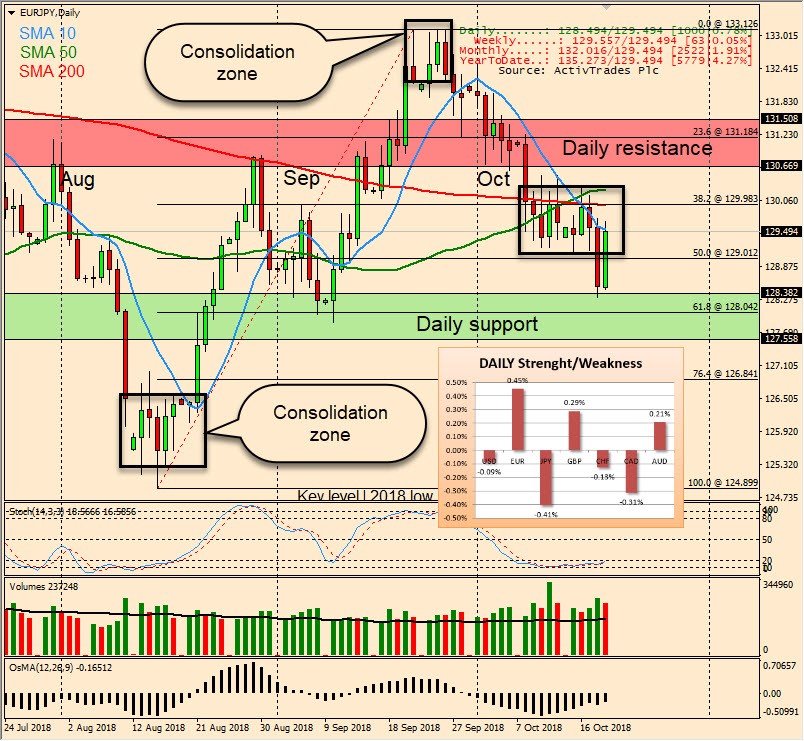 EURJPY,Daily
SMA 10
SMA 50
SMA 200
Consolidation
zone
0.0 @ 133.126
Daily......: 128.494/129.494 [1000|0.78%]
Weekly.....: 129.557/129.494 [63|0.05%]
Monthly....: 132.016/129.494 [2522|1.91%]
YearToDate..: 135.273/129.494 [5779|4.27%]
Source: ActivTrades Plc
133.015
132.415
131.830
131.508
131.230
130.669
130.060
129.494
128.875
128.382
127.558
127.105
126.505
125.920
125.320
124.735
23.6 @ 131.184
Daily resistance
Aug
Sep
Oct
38.2 @ 129.983
50.0 @ 129.012
61.8 @ 128.042
Daily support
76.4 @ 126.841
Consolidation
zone
DAILY Strenght/Weakness
0.50%
0.40%
0.30%
0.20%
0.10%
0.00%
-0.10%
-0.20%
-0.30%
-0.40%
-0.50%
0.45%
0.29%
0.21%
USD EUR JPY GBP CHF CAD AUD
-0.09%
-0.13%
-0.31%
-0.41%
100.0 @ 124.899
Key level | 2018 low
Stoch(14,3,3) 18.5666 16.5856
100
80
50
20
Volumes 237248
344960
0
OsMA(12,26,9) -0.16512
0.70657
0.00
-0.50991
24 Jul 2018 2 Aug 2018 12 Aug 2018 21 Aug 2018 30 Aug 2018 9 Sep 2018 18 Sep 2018 27 Sep 2018 7 Oct 2018 16 Oct 2018